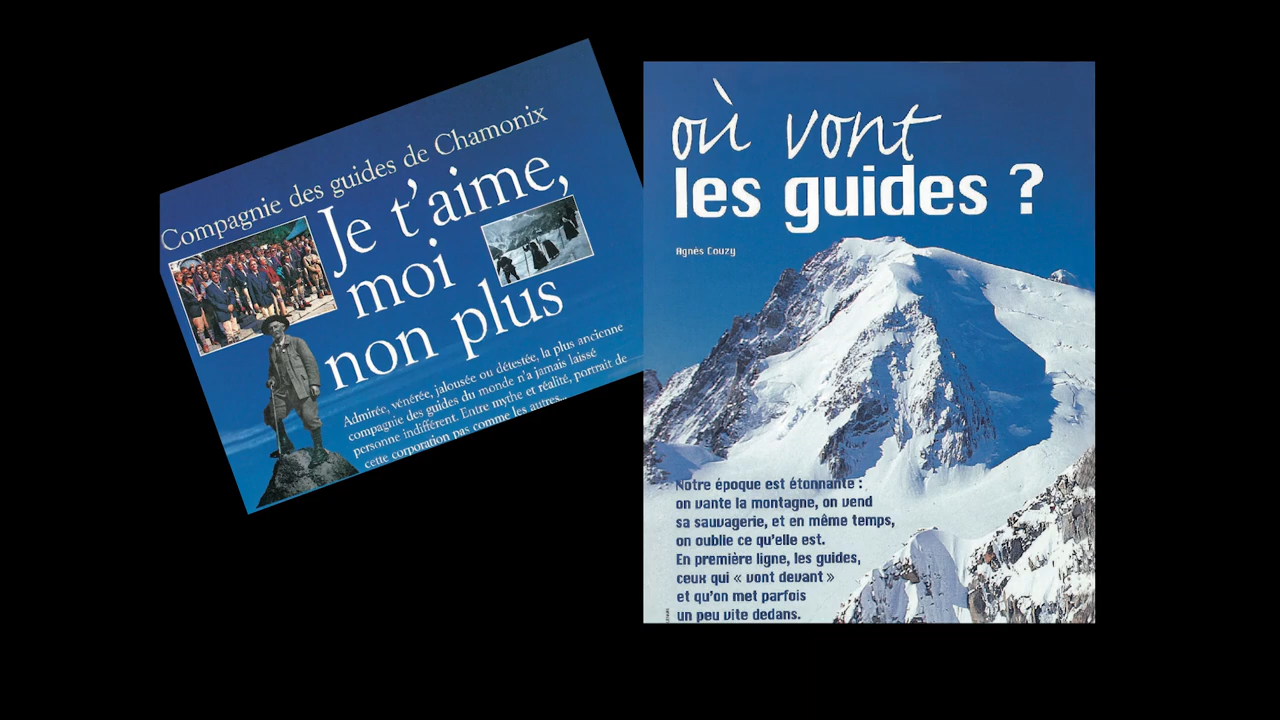 Compagnie des guides de Chamonix
Je t'aime,
moi
non plus
Admirée, vénérée, jalousée ou détestée, la plus ancienne
compagnie des guides du monde n'a jamais laissé
personne indifférent. Entre mythe et réalité, portrait de
cette corporation pas comme les autres...
où vont
les guides ?
Agnès Couzy
Notre époque est étonnante :
on vante la montagne, on vend
sa sauvagerie, et en même temps,
on oublie ce qu'elle est.
En première ligne, les guides,
ceux qui « vont devant »
et qu'on met parfois
un peu vite dedans.